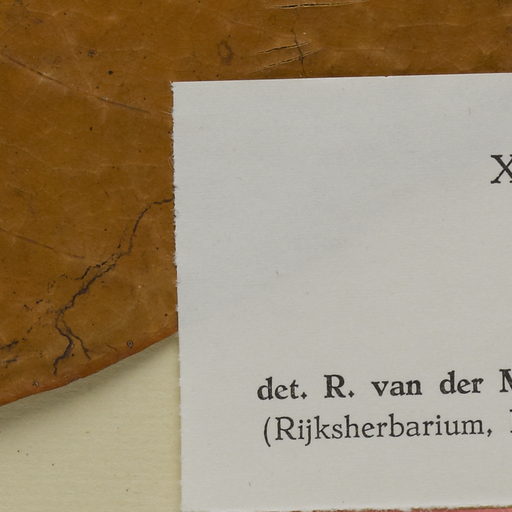 X
det. R. van der M
(Rijksherbarium,